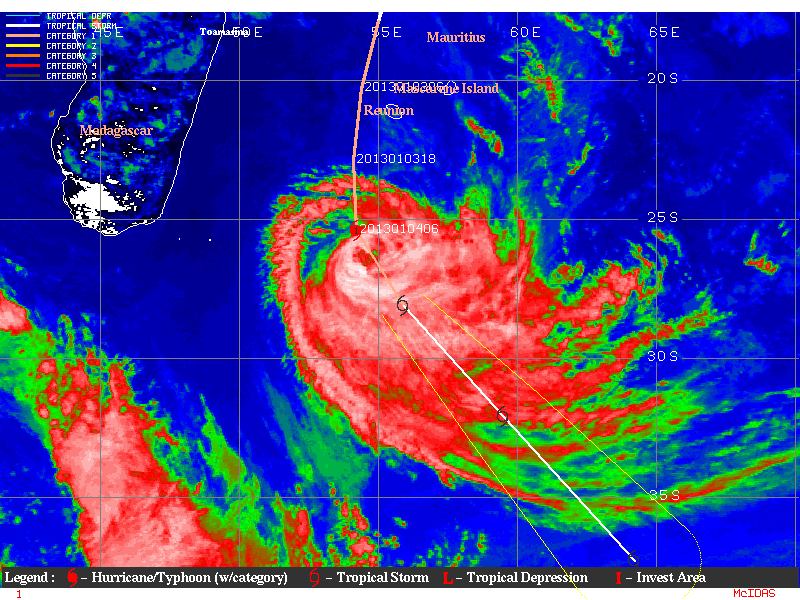 TROPICAL DEPR
TROPICAL STORM
CATEGORY 1
CATEGORY 2
CATEGORY 3
CATEGORY 4
CATEGORY 5
45E
Toamasina
55E
Mauritius
60E
65E
20S
Mascarene Island
Reunion
Madagascar
2013010318
25S
2013010406
30S
35S
Legend : - Hurricane/Typhoon (w/category) - Tropical Storm L - Tropical Depression I - Invest Area
1
McIDAS